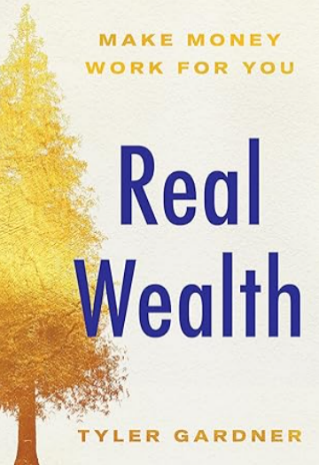 MAKE MONEY
WORK FOR YOU
Real
Wealth
TYLER GARDNER